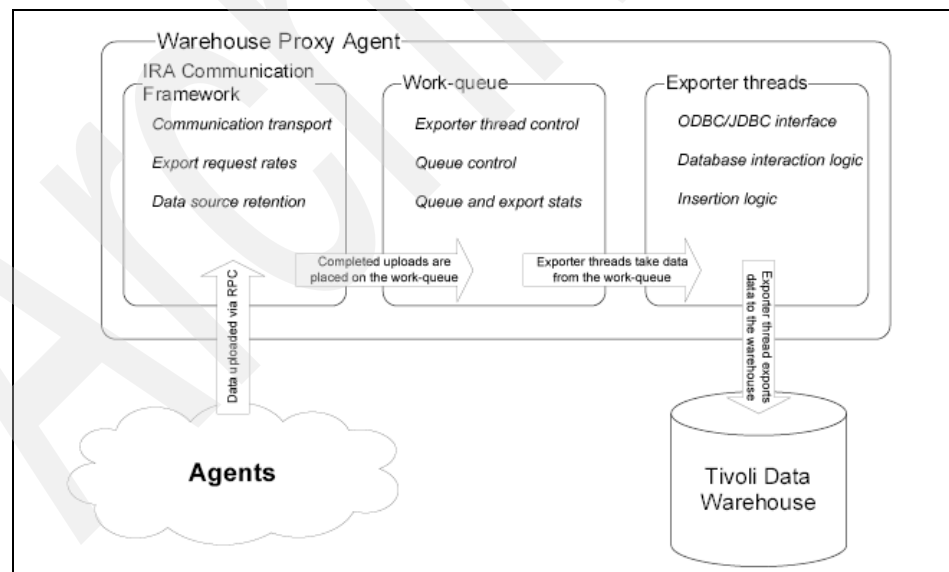 Warehouse Proxy Agent
IRA Communication
Framework
Communication transport
Export request rates
Data source retention
Work-queue
Exporter thread control
Queue control
Queue and export stats
Exporter threads
ODBC/JDBC interface
Database interaction logic
Insertion logic
Completed uploads are
placed on the work-queue
Exporter threads take data
from the work-queue
Data uploaded via RPC
Exporter thread exports
data to the warehouse
Agents
Tivoli Data
Warehouse